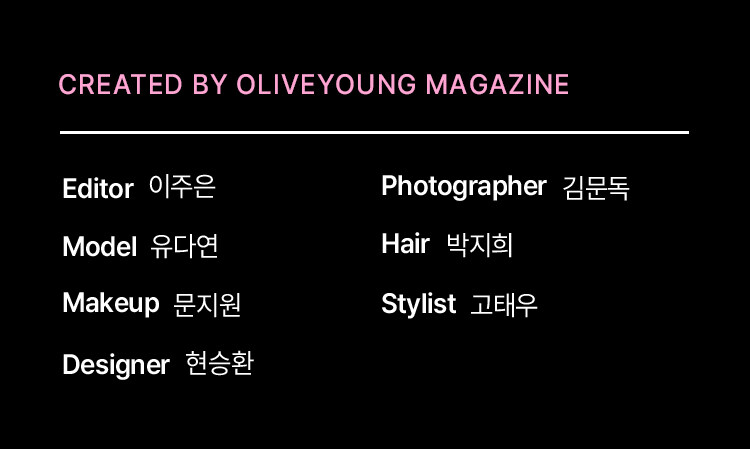 CREATED BY OLIVEYOUNG MAGAZINE
Editor 이주은
Photographer 김문독
Model 유다연
Hair 박지희
Makeup 문지원
Stylist 고태우
Designer 현승환